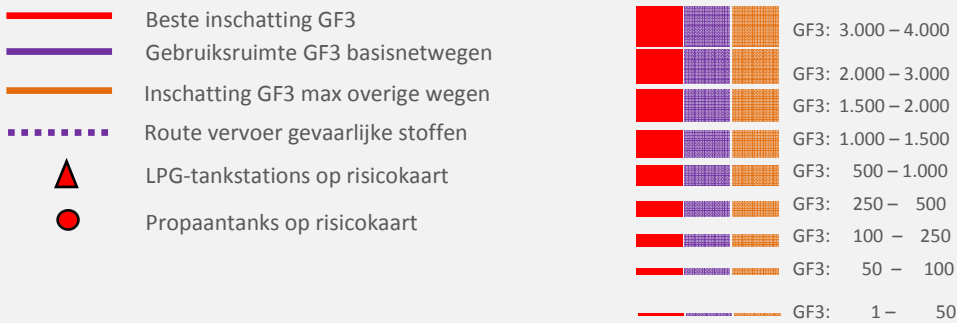 Beste inschatting GF3
Gebruiksruimte GF3 basisnetwegen
Inschatting GF3 max overige wegen
Route vervoer gevaarlijke stoffen
LPG-tankstations op risicokaart
Propaantanks op risicokaart
GF3: 3.000 – 4.000
GF3: 2.000 – 3.000
GF3: 1.500 – 2.000
GF3: 1.000 – 1.500
GF3: 500 – 1.000
GF3: 250 – 500
GF3: 100 – 250
GF3: 50 – 100
GF3: 1 – 50